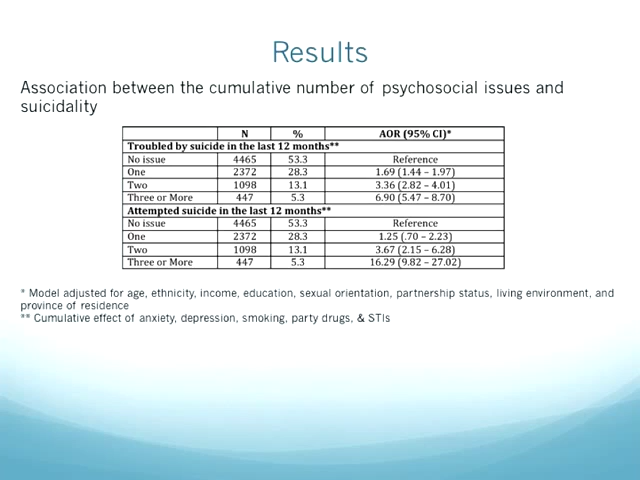 Results
Association between the cumulative number of psychosocial issues and
suicidality
N % AOR (95% CI)*
Troubled by suicide in the last 12 months**
No issue 4465 53.3 Reference
One 2372 28.3 1.69 (1.44 – 1.97)
Two 1098 13.1 3.36 (2.82 – 4.01)
Three or More 447 5.3 6.90 (5.47 – 8.70)
Attempted suicide in the last 12 months**
No issue 4465 53.3 Reference
One 2372 28.3 1.25 (.70 – 2.23)
Two 1098 13.1 3.67 (2.15 – 6.28)
Three or More 447 5.3 16.29 (9.82 – 27.02)
* Model adjusted for age, ethnicity, income, education, sexual orientation, partnership status, living environment, and
province of residence
** Cumulative effect of anxiety, depression, smoking, party drugs, & STIs